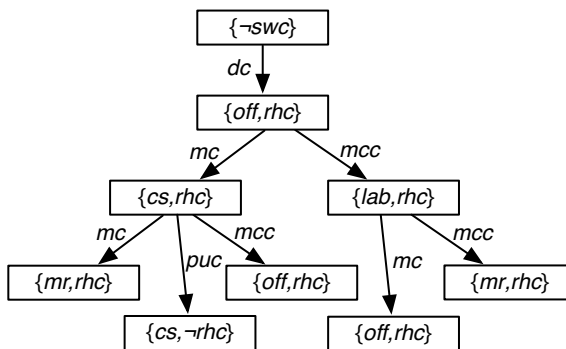 {¬swc}
dc
{off,rhc}
mc mcc
{cs,rhc} {lab,rhc}
mc puc mcc mc mcc
{mr,rhc} {off,rhc} {mr,rhc}
{cs,¬rhc} {off,rhc}